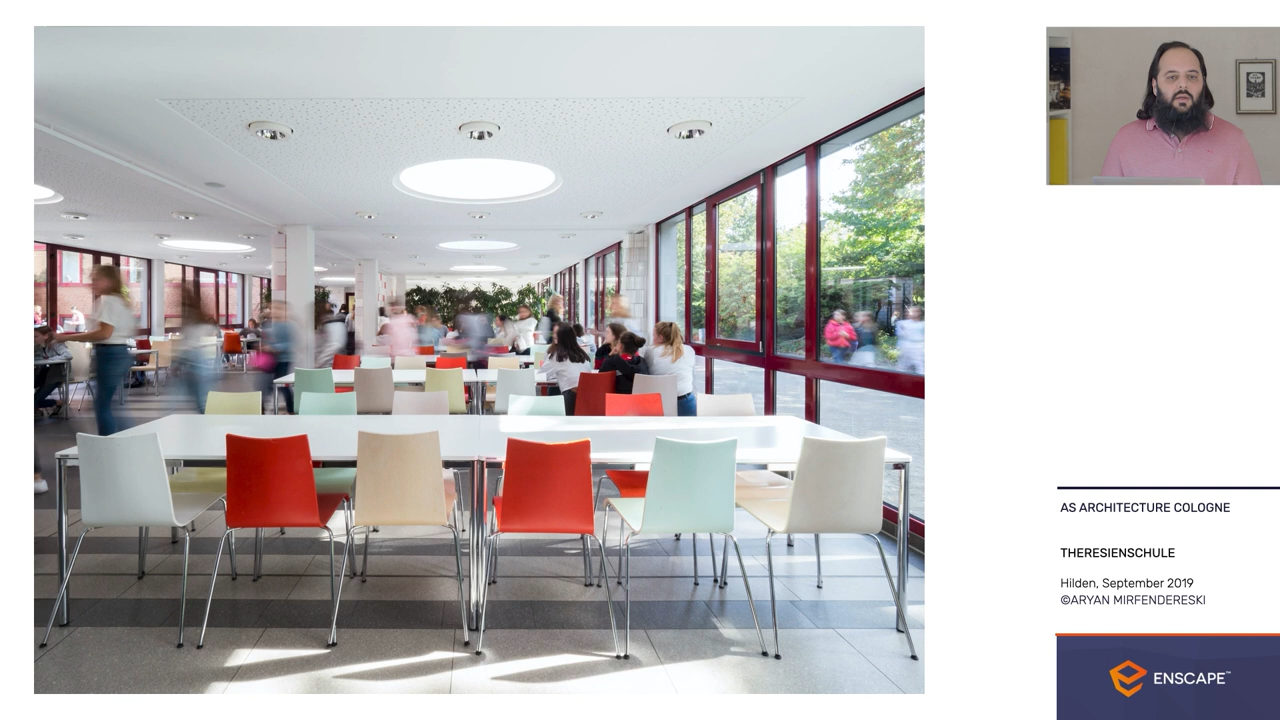 AS ARCHITECTURE COLOGNE
THERESIENSCHULE
Hilden, September 2019
©ARYAN MIRFENDERESKI
ENSCAPE™